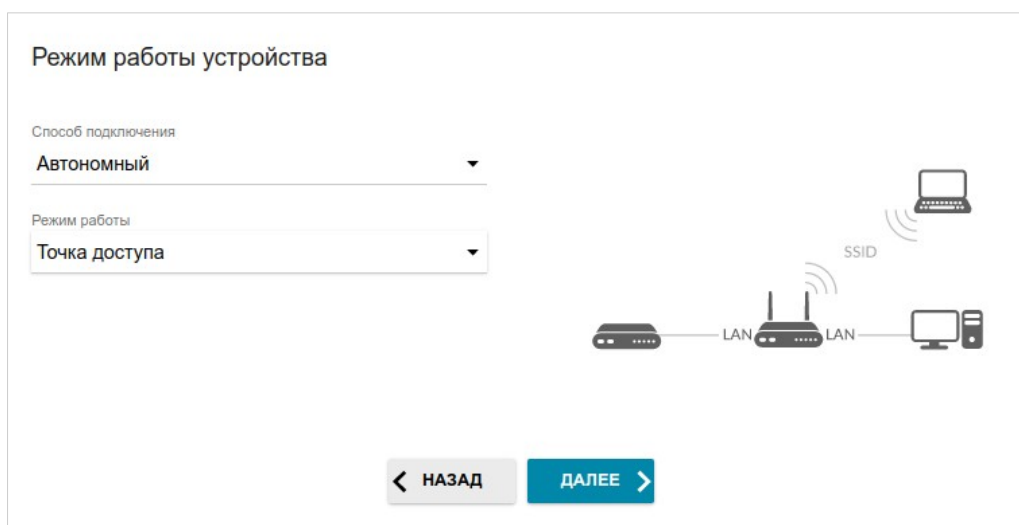 Режим работы устройства
Способ подключения
Автономный
Режим работы
Точка доступа
SSID
LAN
LAN
НАЗАД
ДАЛЕЕ